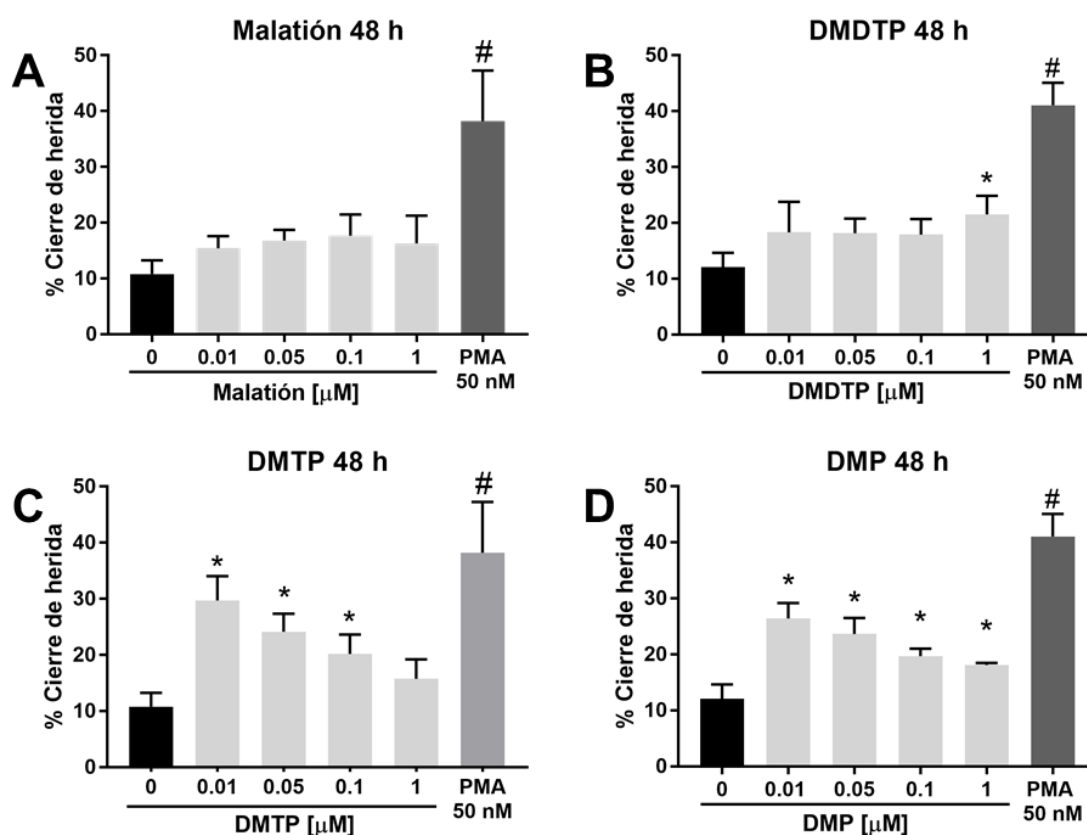 A
Malatión 48 h
#
% Cierre de herida
50
40
30
20
10
0
0 0.01 0.05 0.1 1 PMA
50 nM
Malatión [μM]
B
DMDTP 48 h
#
*
% Cierre de herida
50
40
30
20
10
0
0 0.01 0.05 0.1 1 PMA
50 nM
DMDTP [μM]
C
DMTP 48 h
#
* * *
% Cierre de herida
50
40
30
20
10
0
0 0.01 0.05 0.1 1 PMA
50 nM
DMTP [μM]
D
DMP 48 h
#
* * * *
% Cierre de herida
50
40
30
20
10
0
0 0.01 0.05 0.1 1 PMA
50 nM
DMP [μM]